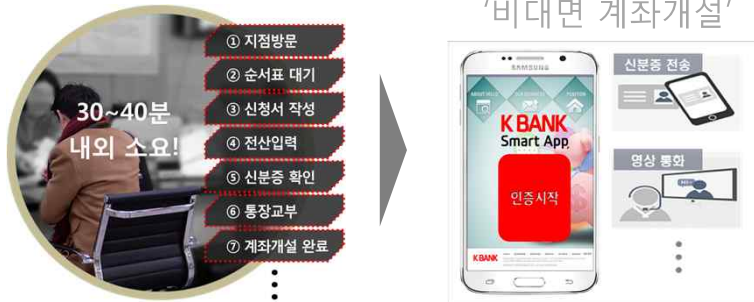 '비대면 계좌개설'
30~40분
내외 소요!
① 지점방문
② 순서표 대기
③ 신청서 작성
④ 전산입력
⑤ 신분증 확인
⑥ 통장교부
⑦ 계좌개설 완료
SAMSUNG
K BANK
Smart App
인증시작
K BANK
신분증 전송
영상 통화